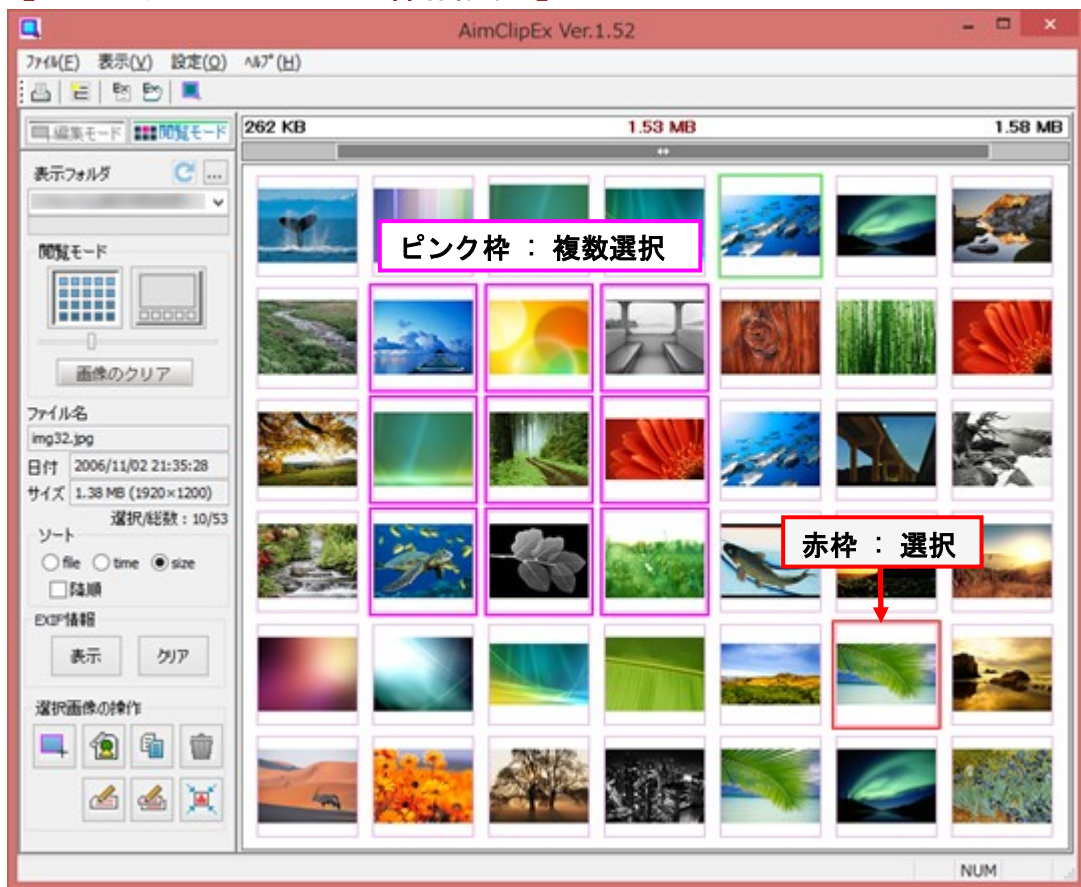 AimClipEx Ver.1.52
ファイル(F) 表示(V) 設定(O) ヘルプ(H)
編集モード 閲覧モード
262 KB 1.53 MB 1.58 MB
表示フォルダ
...
閲覧モード
ピンク枠 : 複数選択
画像のクリア
ファイル名
img32.jpg
日付 2006/11/02 21:35:28
サイズ 1.38 MB (1920×1200)
選択/総数 : 10/53
ソート
file time size
降順
赤枠 : 選択
EXIF情報
表示 クリア
選択画像の操作
NUM